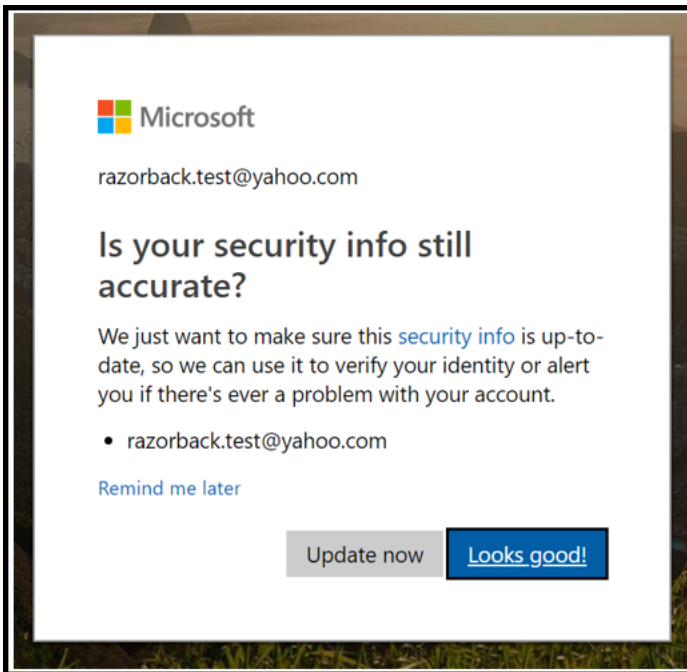 Microsoft
razorback.test@yahoo.com
Is your security info still
accurate?
We just want to make sure this security info is up-to-
date, so we can use it to verify your identity or alert
you if there's ever a problem with your account.
• razorback.test@yahoo.com
Remind me later
Update now Looks good!